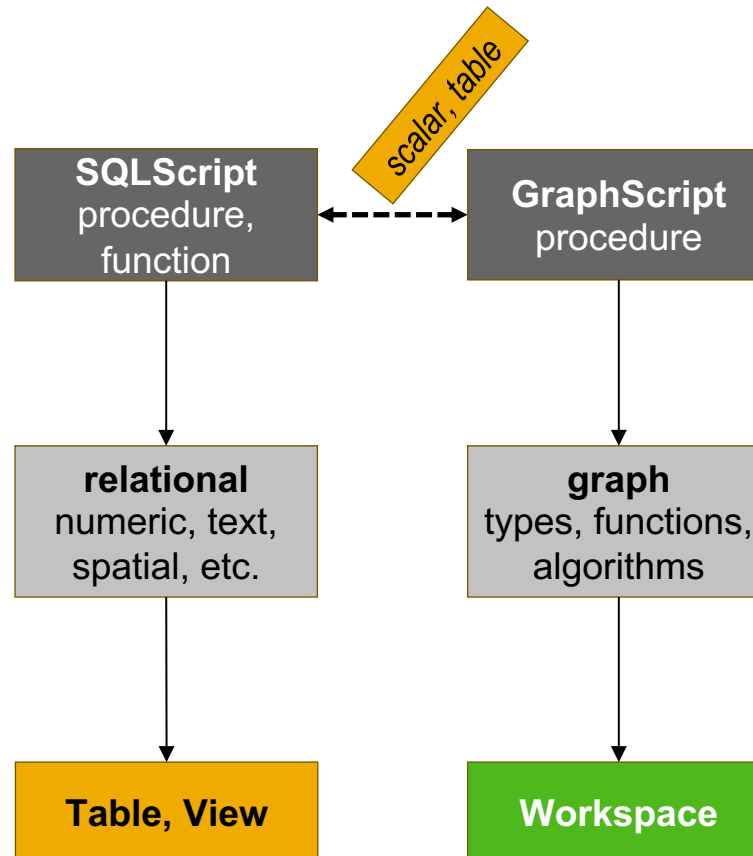 scalar, table
SQLScript
procedure,
function
GraphScript
procedure
relational
numeric, text,
spatial, etc.
graph
types, functions,
algorithms
Table, View
Workspace